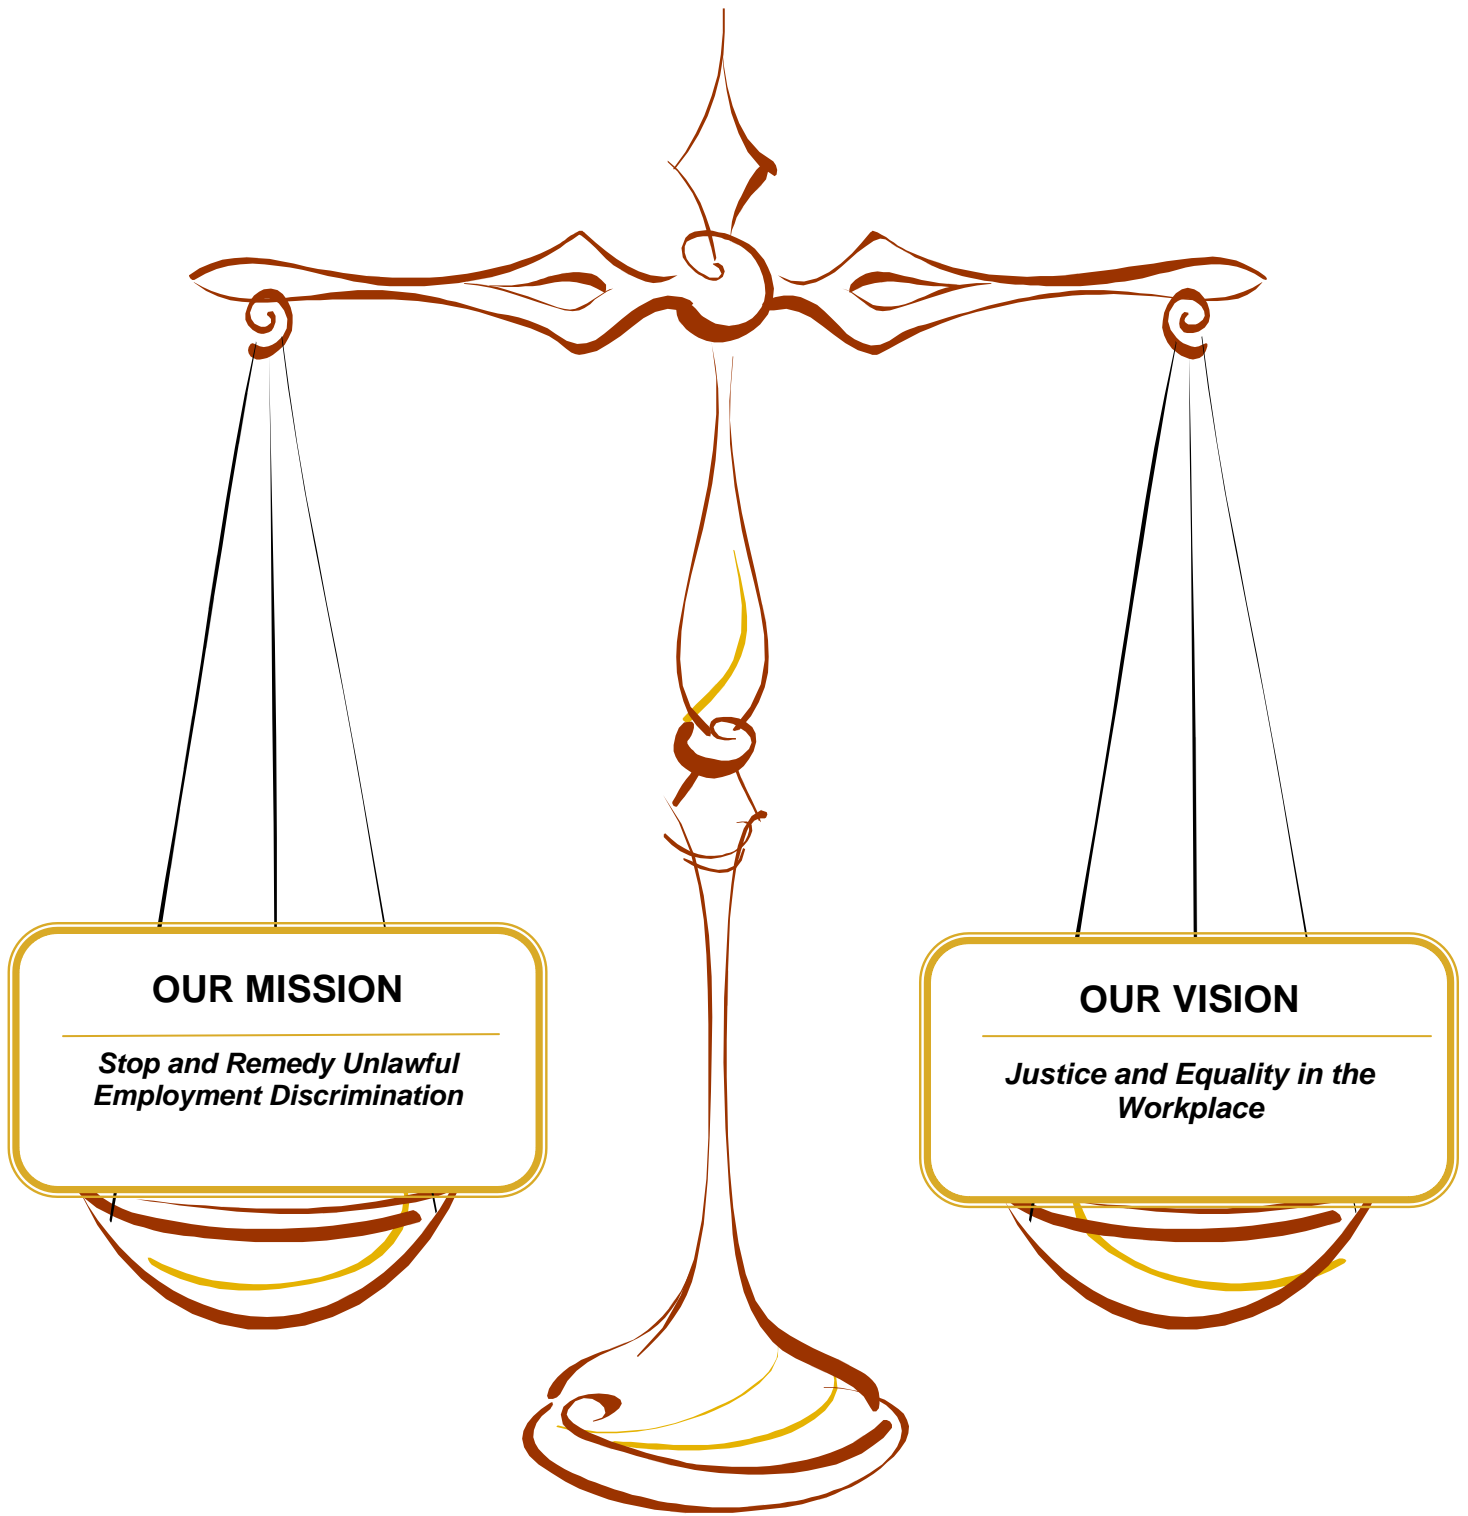 OUR MISSION
Stop and Remedy Unlawful
Employment Discrimination
OUR VISION
Justice and Equality in the
Workplace